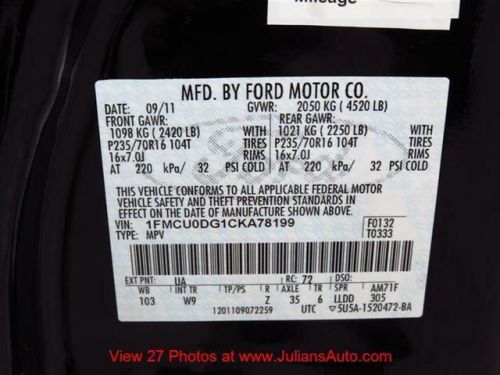 Mileage
MFD. BY FORD MOTOR CO.
DATE: 09/11 GVWR: 2050 KG ( 4520 LB)
FRONT GAWR: REAR GAWR:
1098 KG ( 2420 LB) 1021 KG ( 2250 LB)
P235/70R16 104T TIRES P235/70R16 104T
16x7.0J RIMS 16x7.0J
AT 220 kPa/ 32 PSI COLD AT 220 kPa/ 32 PSI COLD
THIS VEHICLE CONFORMS TO ALL APPLICABLE FEDERAL MOTOR
VEHICLE SAFETY AND THEFT PREVENTION STANDARDS IN
EFFECT ON THE DATE OF MANUFACTURE SHOWN ABOVE.
VIN: 1FMCU0DG1CKA78199 F0132
TYPE: MPV T0333
EXT PNT: UA RC: 72
WB INT TR TP/PS R AXLE TR SPR AM71F
103 W9 Z 35 6 LLDD 305
1201109072259 UTC 5U5A-1520472-BA
View 27 Photos at www.JuliansAuto.com